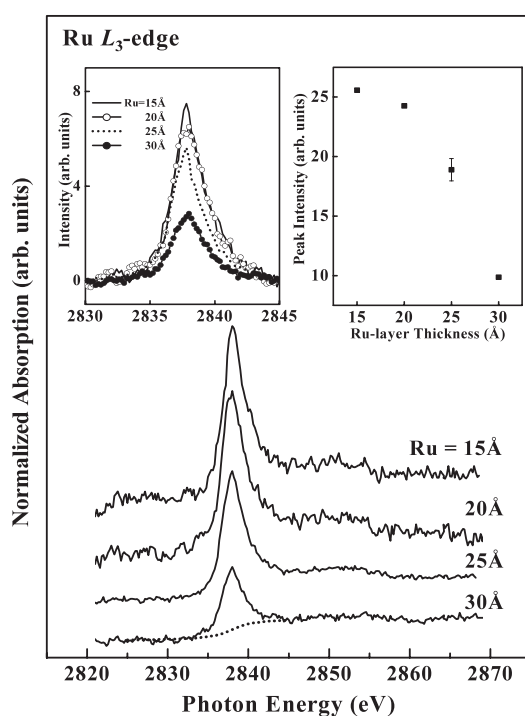 Ru L3-edge
Normalized Absorption (arb. units)
Intensity (arb. units)
8
4
0
Ru=15Å
20Å
25Å
30Å
2830 2835 2840 2845
Peak Intensity (arb. units)
25
20
15
10
15 20 25 30
Ru-layer Thickness (Å)
Ru = 15Å
20Å
25Å
30Å
2820 2830 2840 2850 2860 2870
Photon Energy (eV)